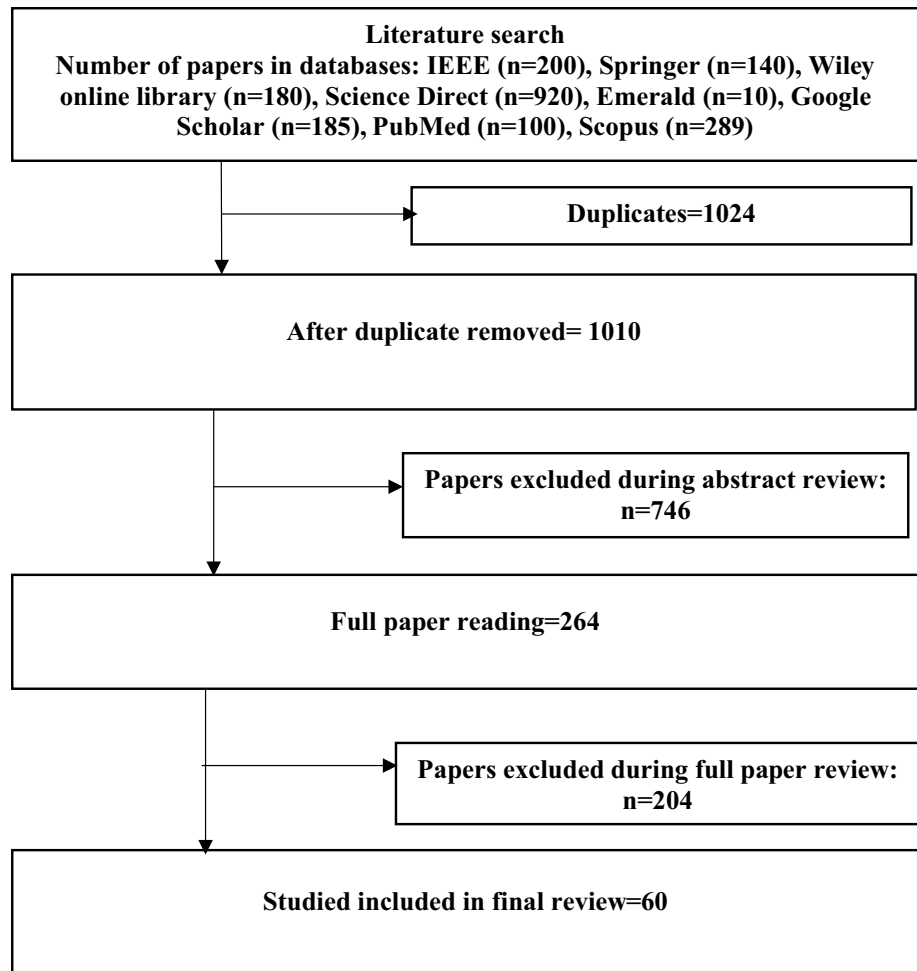 Literature search
Number of papers in databases: IEEE (n=200), Springer (n=140), Wiley
online library (n=180), Science Direct (n=920), Emerald (n=10), Google
Scholar (n=185), PubMed (n=100), Scopus (n=289)
Duplicates=1024
After duplicate removed= 1010
Papers excluded during abstract review:
n=746
Full paper reading=264
Papers excluded during full paper review:
n=204
Studied included in final review=60